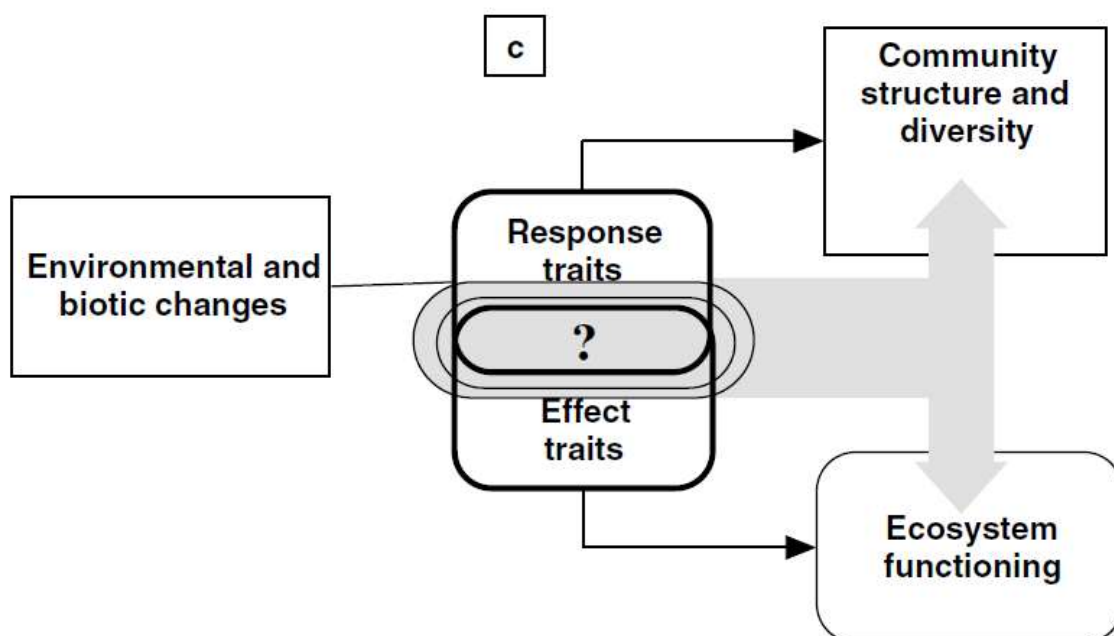 c
Community
structure and
diversity
Response
traits
Environmental and
biotic changes
?
Effect
traits
Ecosystem
functioning